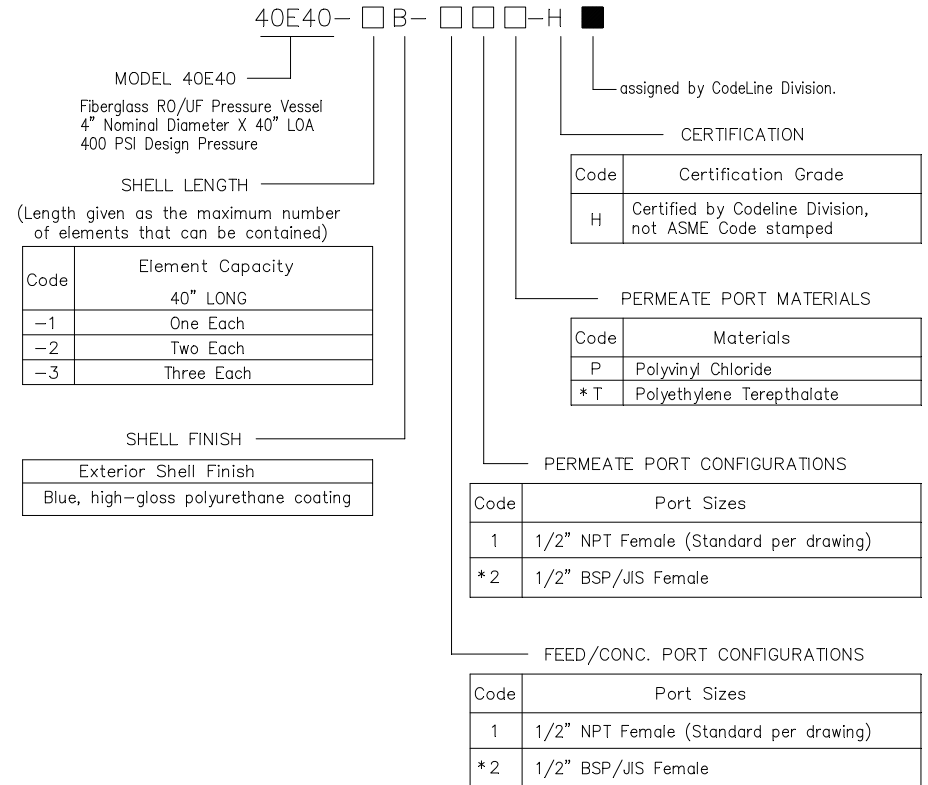 40E40-□B-□□□-H■
MODEL 40E40
Fiberglass RO/UF Pressure Vessel
4" Nominal Diameter X 40" LOA
400 PSI Design Pressure
assigned by CodeLine Division.
CERTIFICATION
Code Certification Grade
H Certified by Codeline Division,
not ASME Code stamped
SHELL LENGTH
(Length given as the maximum number
of elements that can be contained)
Code Element Capacity
40" LONG
-1 One Each
-2 Two Each
-3 Three Each
PERMEATE PORT MATERIALS
Code Materials
P Polyvinyl Chloride
*T Polyethylene Terepthalate
SHELL FINISH
Exterior Shell Finish
Blue, high-gloss polyurethane coating
PERMEATE PORT CONFIGURATIONS
Code Port Sizes
1 1/2" NPT Female (Standard per drawing)
*2 1/2" BSP/JIS Female
FEED/CONC. PORT CONFIGURATIONS
Code Port Sizes
1 1/2" NPT Female (Standard per drawing)
*2 1/2" BSP/JIS Female